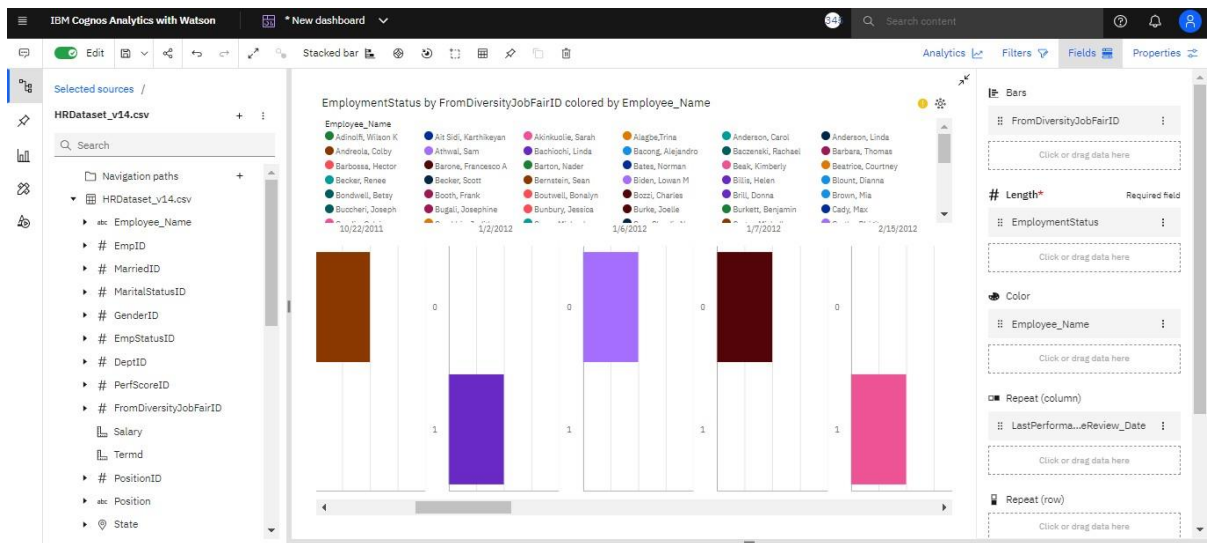 IBM Cognos Analytics with Watson
* New dashboard
Search content
Edit
Stacked bar
Analytics
Filters
Fields
Properties
Selected sources /
HRDataset_v14.csv
Search
Navigation paths
HRDataset_v14.csv
abc Employee_Name
# EmpID
# MarriedID
# MaritalStatusID
# GenderID
# EmpStatusID
# DeptID
# PerfScoreID
# FromDiversityJobFairID
Salary
Termd
# PositionID
abc Position
State
EmploymentStatus by FromDiversityJobFairID colored by Employee_Name
Employee_Name
Adinolfi, Wilson K Ait Sidi, Karthikeyan Akinkuolie, Sarah Alagbe,Trina Anderson, Carol Anderson, Linda
Andreola, Colby Athwal, Sam Bachiochi, Linda Bacong, Alejandro Baczenski, Rachael Barbara, Thomas
Barbossa, Hector Barone, Francesco A Barton, Nader Bates, Norman Beak, Kimberly Beatrice, Courtney
Becker, Renee Becker, Scott Bernstein, Sean Biden, Lowan M Billis, Helen Blount, Dianna
Bondwell, Betsy Booth, Frank Boutwell, Bonalyn Bozzi, Charles Brill, Donna Brown, Mia
Buccheri, Joseph Bugali, Josephine Bunbury, Jessica Burke, Joelle Burkett, Benjamin Cady, Max
10/22/2011 1/2/2012 1/6/2012 1/7/2012 2/15/2012
0 0 0 0
1 1 1 1
Bars
FromDiversityJobFairID
Click or drag data here
# Length* Required field
EmploymentStatus
Click or drag data here
Color
Employee_Name
Click or drag data here
Repeat (column)
LastPerforma...eReview_Date
Click or drag data here
Repeat (row)
Click or drag data here